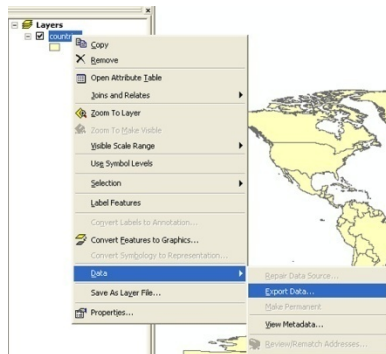 Layers
countr
Copy
Remove
Open Attribute Table
Joins and Relates
Zoom To Layer
Zoom To Make Visible
Visible Scale Range
Use Symbol Levels
Selection
Label Features
Convert Labels to Annotation...
Convert Features to Graphics...
Convert Symbology to Representation...
Data
Save As Layer File...
Properties...
Repair Data Source...
Export Data...
Make Permanent
View Metadata...
Review/Rematch Addresses...